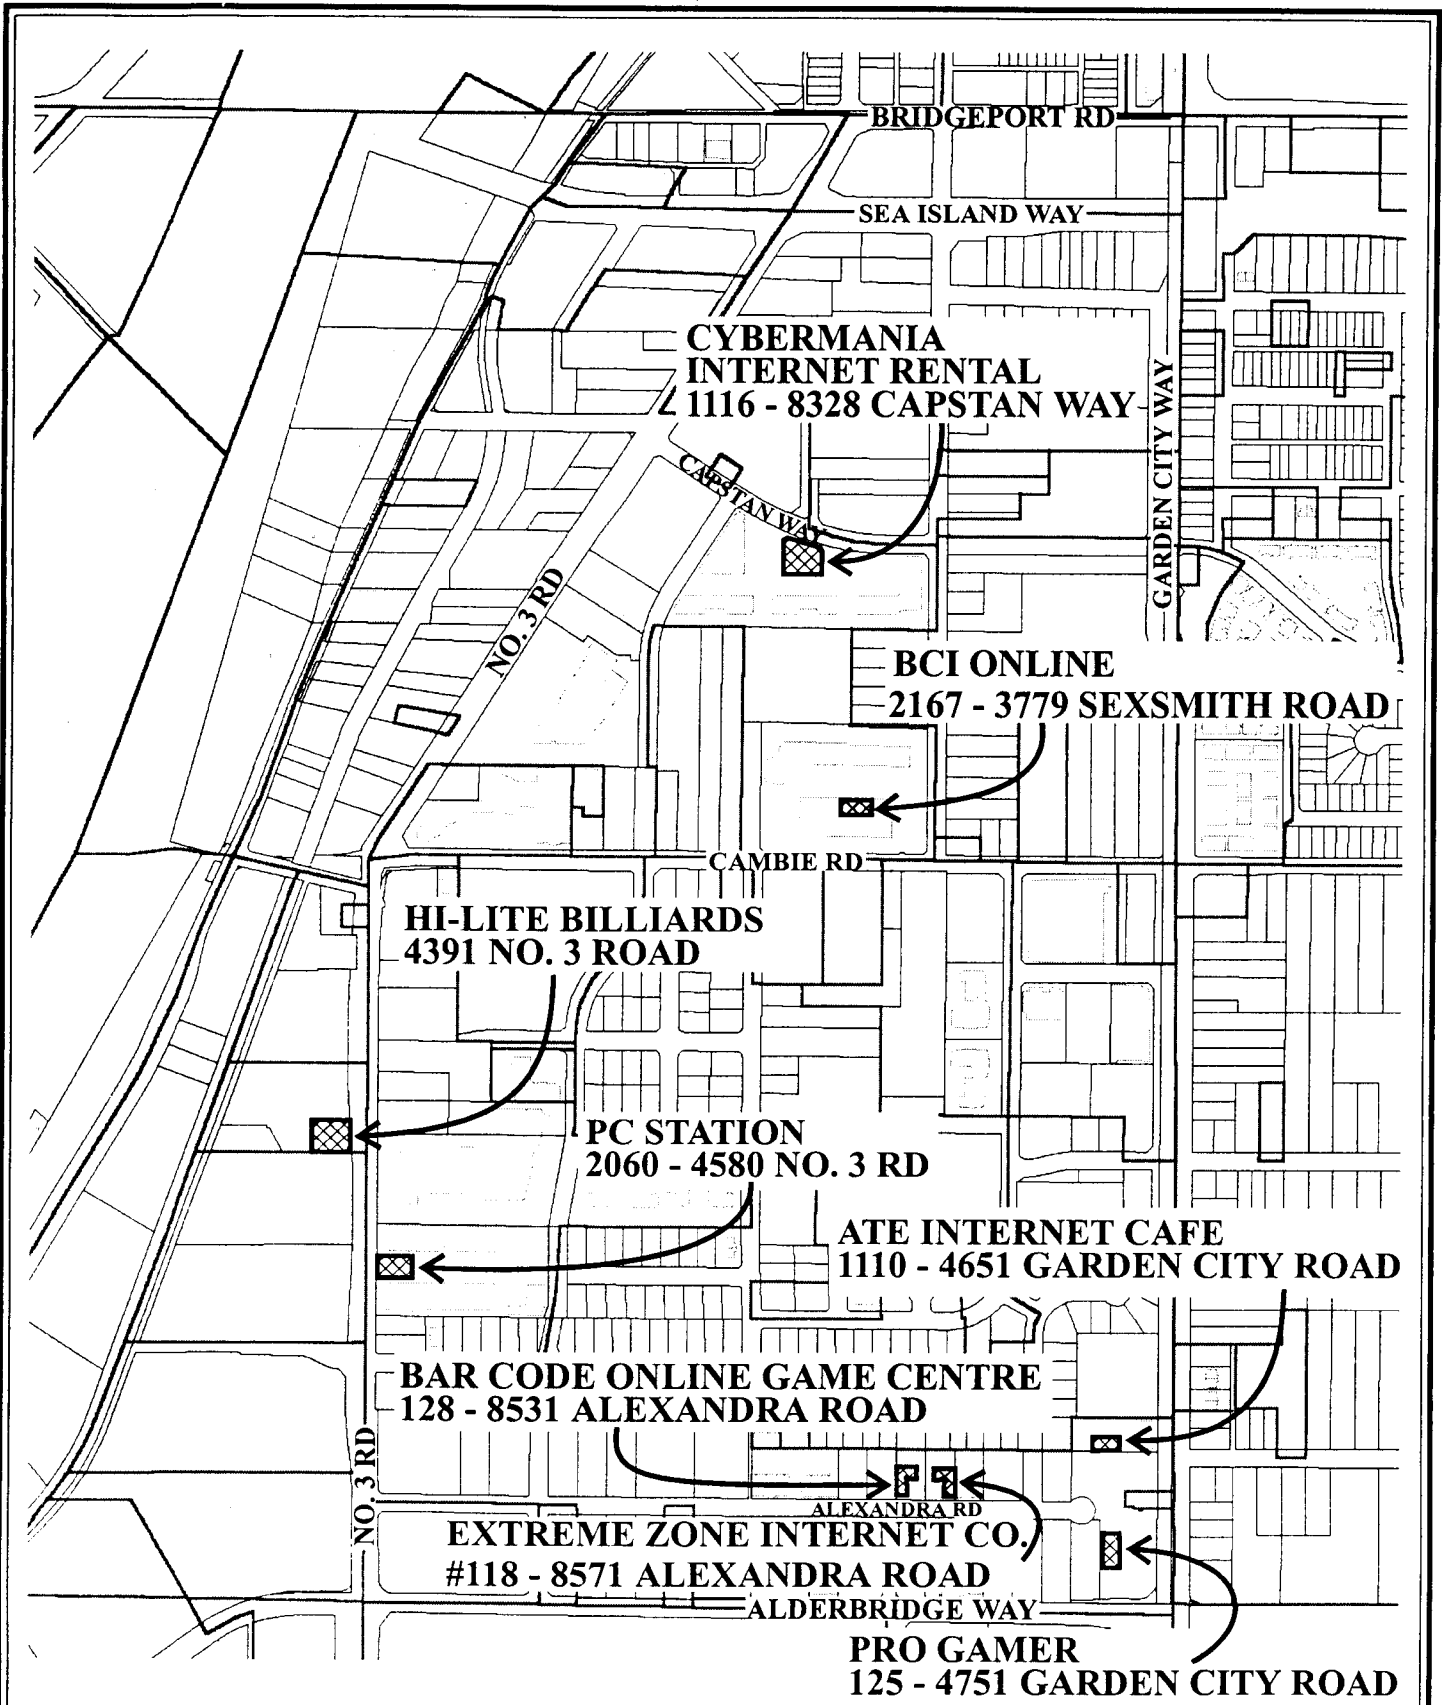 BRIDGEPORT RD
SEA ISLAND WAY
CYBERMANIA
INTERNET RENTAL
1116 - 8328 CAPSTAN WAY
GARDEN CITY WAY
CAPSTAN WAY
NO. 3 RD
BCI ONLINE
2167 - 3779 SEXSMITH ROAD
CAMBIE RD
HI-LITE BILLIARDS
4391 NO. 3 ROAD
PC STATION
2060 - 4580 NO. 3 RD
ATE INTERNET CAFE
1110 - 4651 GARDEN CITY ROAD
BAR CODE ONLINE GAME CENTRE
128 - 8531 ALEXANDRA ROAD
NO. 3 RD
ALEXANDRA RD
EXTREME ZONE INTERNET CO.
#118 - 8571 ALEXANDRA ROAD
ALDERBRIDGE WAY
PRO GAMER
125 - 4751 GARDEN CITY ROAD